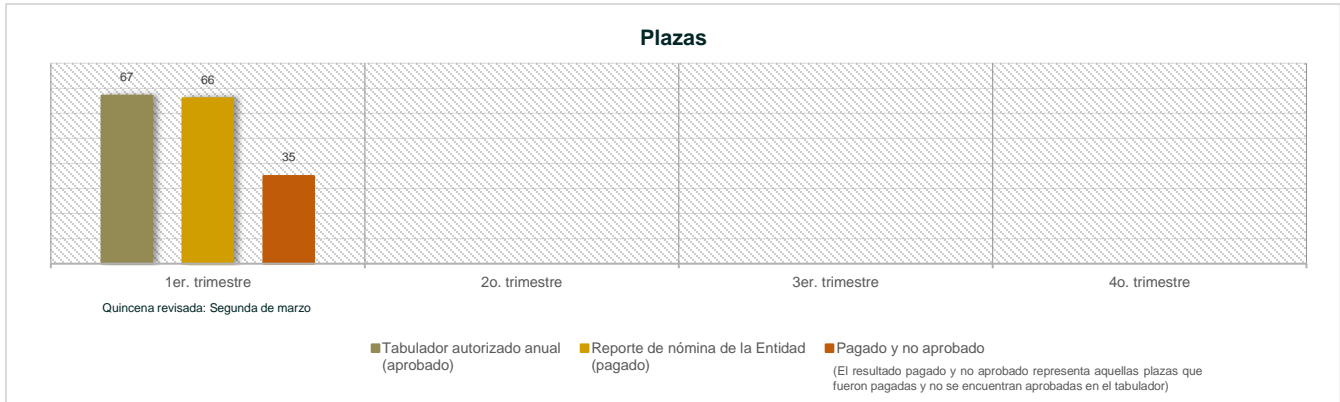 Plazas
67
66
35
1er. trimestre
2o. trimestre
3er. trimestre
4o. trimestre
Quincena revisada: Segunda de marzo
Tabulador autorizado anual
(aprobado)
Reporte de nómina de la Entidad
(pagado)
Pagado y no aprobado
(El resultado pagado y no aprobado representa aquellas plazas que
fueron pagadas y no se encuentran aprobadas en el tabulador)